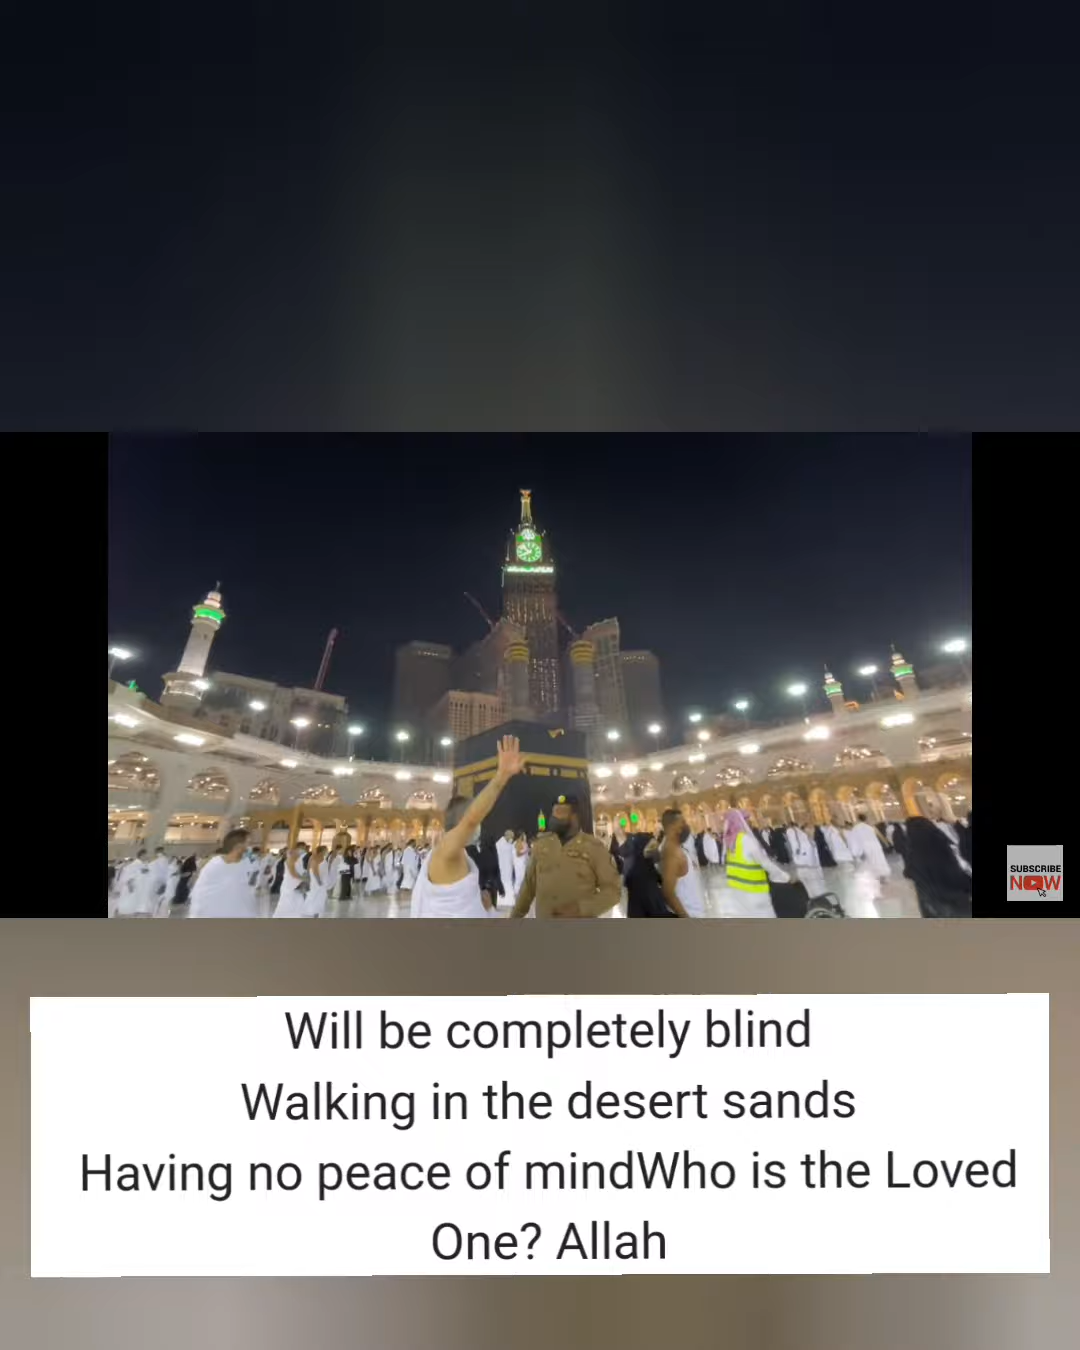 SUBSCRIBE
NOW
Will be completely blind
Walking in the desert sands
Having no peace of mindWho is the Loved
One? Allah